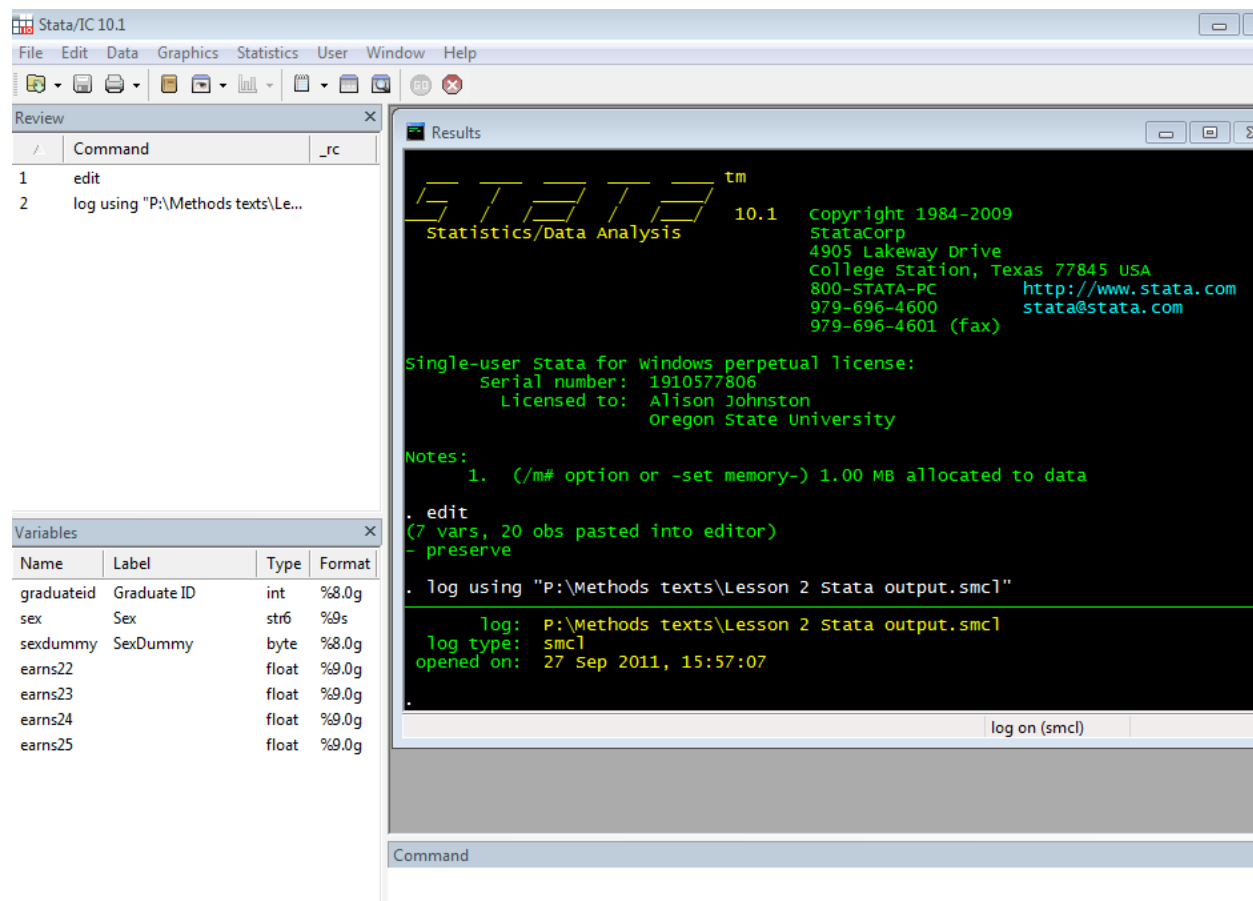 Stata/IC 10.1
File Edit Data Graphics Statistics User Window Help
GO
Review
Command _rc
1 edit
2 log using "P:\Methods texts\Le...
Variables
Name Label Type Format
graduateid Graduate ID int %8.0g
sex Sex str6 %9s
sexdummy SexDummy byte %8.0g
earns22 float %9.0g
earns23 float %9.0g
earns24 float %9.0g
earns25 float %9.0g
Results
STATA tm
10.1 Copyright 1984-2009
Statistics/Data Analysis StataCorp
4905 Lakeway Drive
College Station, Texas 77845 USA
800-STATA-PC http://www.stata.com
979-696-4600 stata@stata.com
979-696-4601 (fax)
Single-user Stata for Windows perpetual license:
Serial number: 1910577806
Licensed to: Alison Johnston
Oregon State University
Notes:
1. (/m# option or -set memory-) 1.00 MB allocated to data
. edit
(7 vars, 20 obs pasted into editor)
- preserve
. log using "P:\Methods texts\Lesson 2 Stata output.smcl"
log: P:\Methods texts\Lesson 2 Stata output.smcl
log type: smcl
opened on: 27 Sep 2011, 15:57:07
.
log on (smcl)
Command